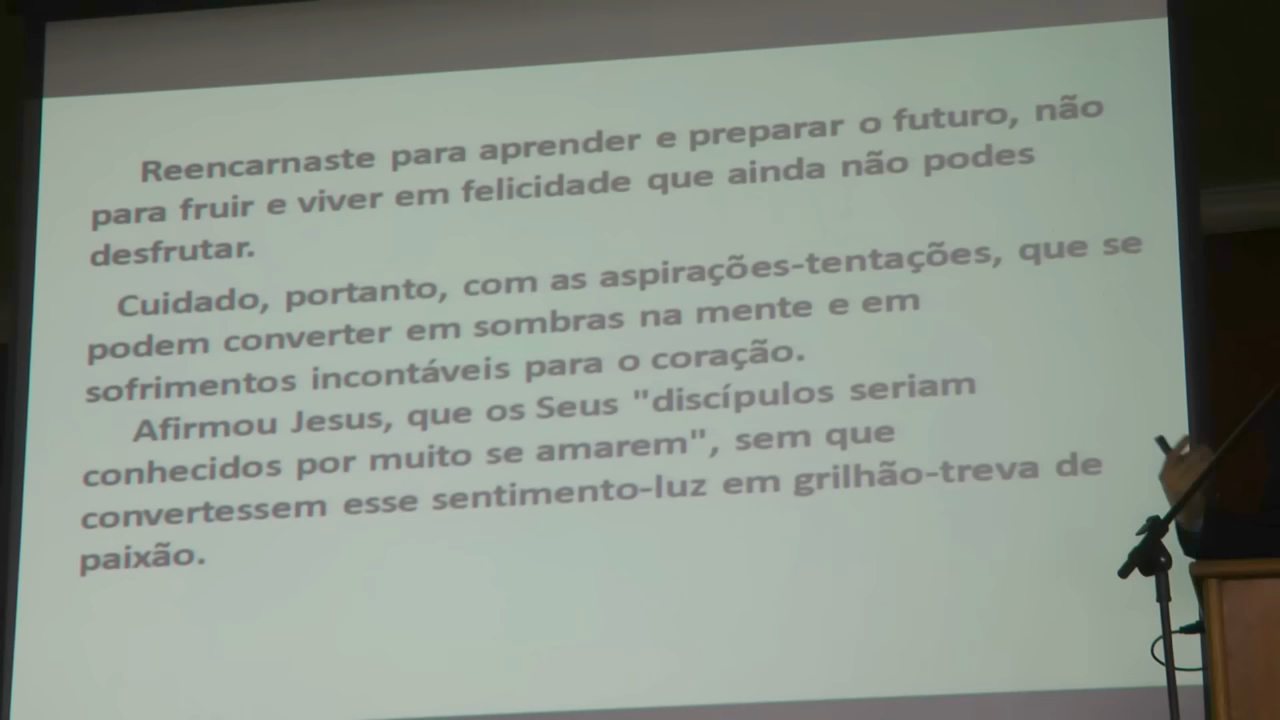 Reencarnaste para aprender e preparar o futuro, não
para fruir e viver em felicidade que ainda não podes
desfrutar.
Cuidado, portanto, com as aspirações-tentações, que se
podem converter em sombras na mente e em
sofrimentos incontáveis para o coração.
Afirmou Jesus, que os Seus "discípulos seriam
conhecidos por muito se amarem", sem que
convertessem esse sentimento-luz em grilhão-treva de
paixão.